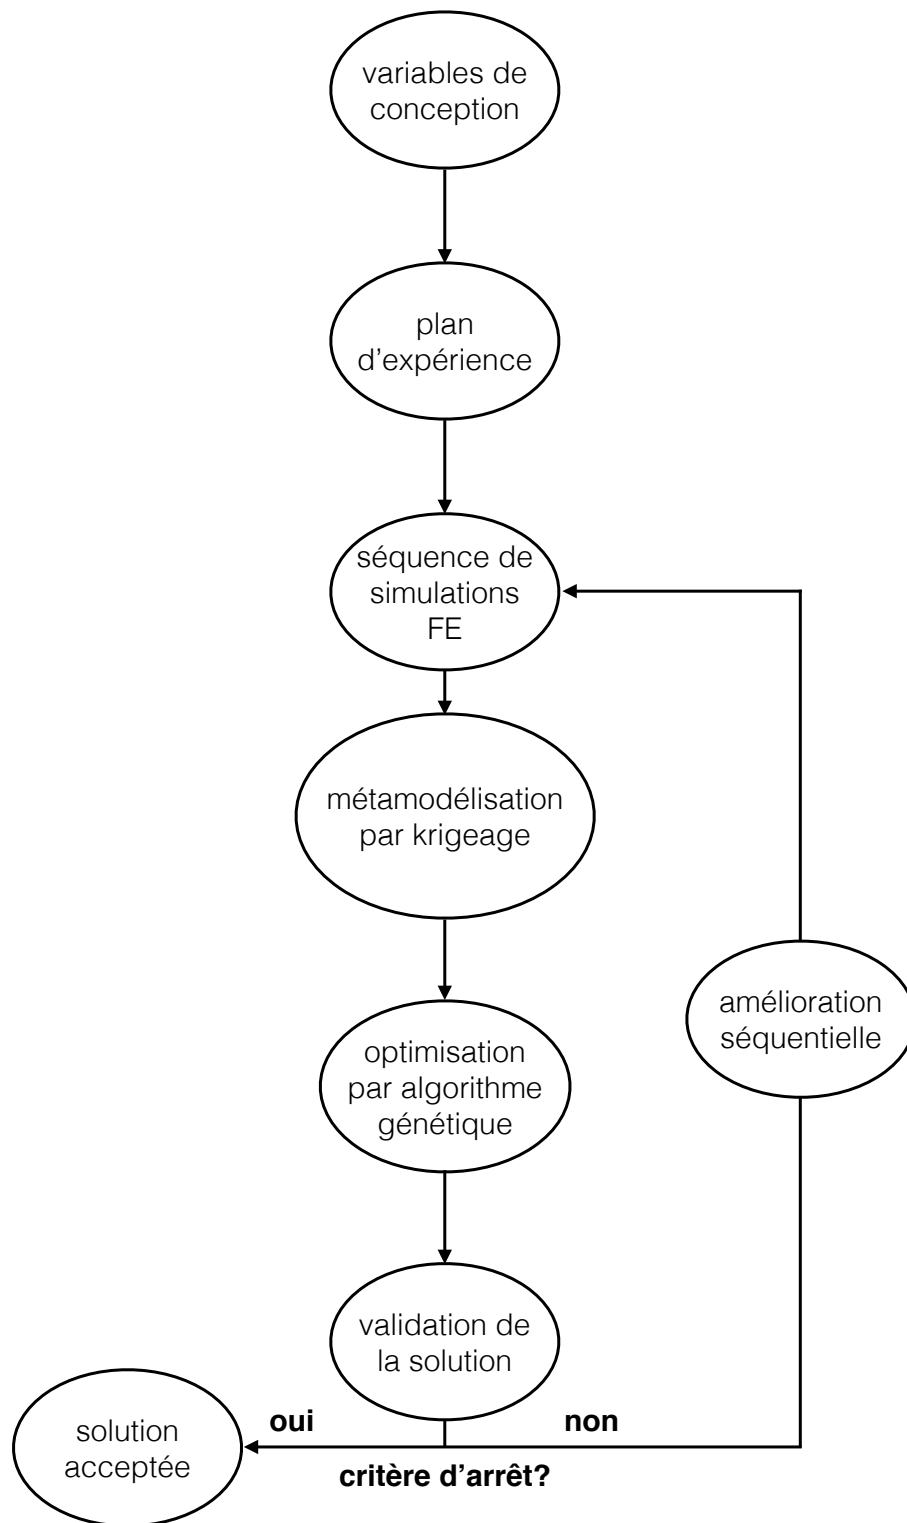 variables de
conception
plan
d’expérience
séquence de
simulations
FE
métamodélisation
par krigeage
amélioration
séquentielle
optimisation
par algorithme
génétique
validation de
la solution
oui
non
solution
acceptée
critère d’arrêt?